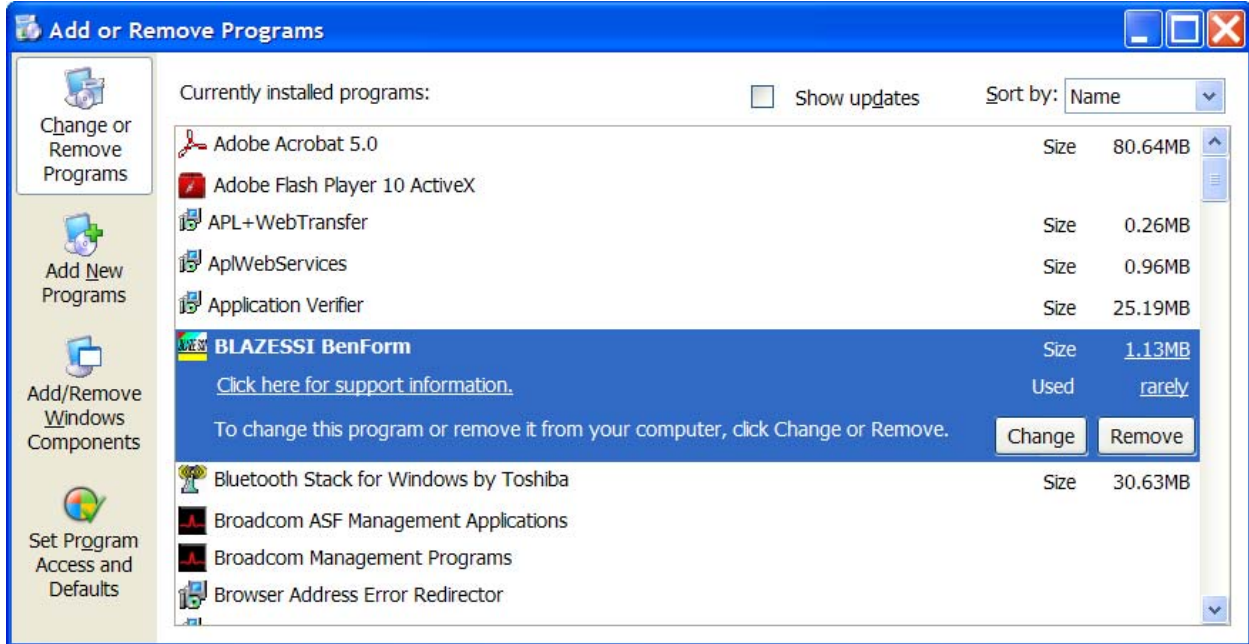 Add or Remove Programs
Change or
Remove
Programs
Add New
Programs
Add/Remove
Windows
Components
Set Program
Access and
Defaults
Currently installed programs:
Show updates
Sort by: Name
Adobe Acrobat 5.0 Size 80.64MB
Adobe Flash Player 10 ActiveX
APL+WebTransfer Size 0.26MB
AplWebServices Size 0.96MB
Application Verifier Size 25.19MB
BLAZESSI BenForm Size 1.13MB
Click here for support information. Used rarely
To change this program or remove it from your computer, click Change or Remove. Change Remove
Bluetooth Stack for Windows by Toshiba Size 30.63MB
Broadcom ASF Management Applications
Broadcom Management Programs
Browser Address Error Redirector